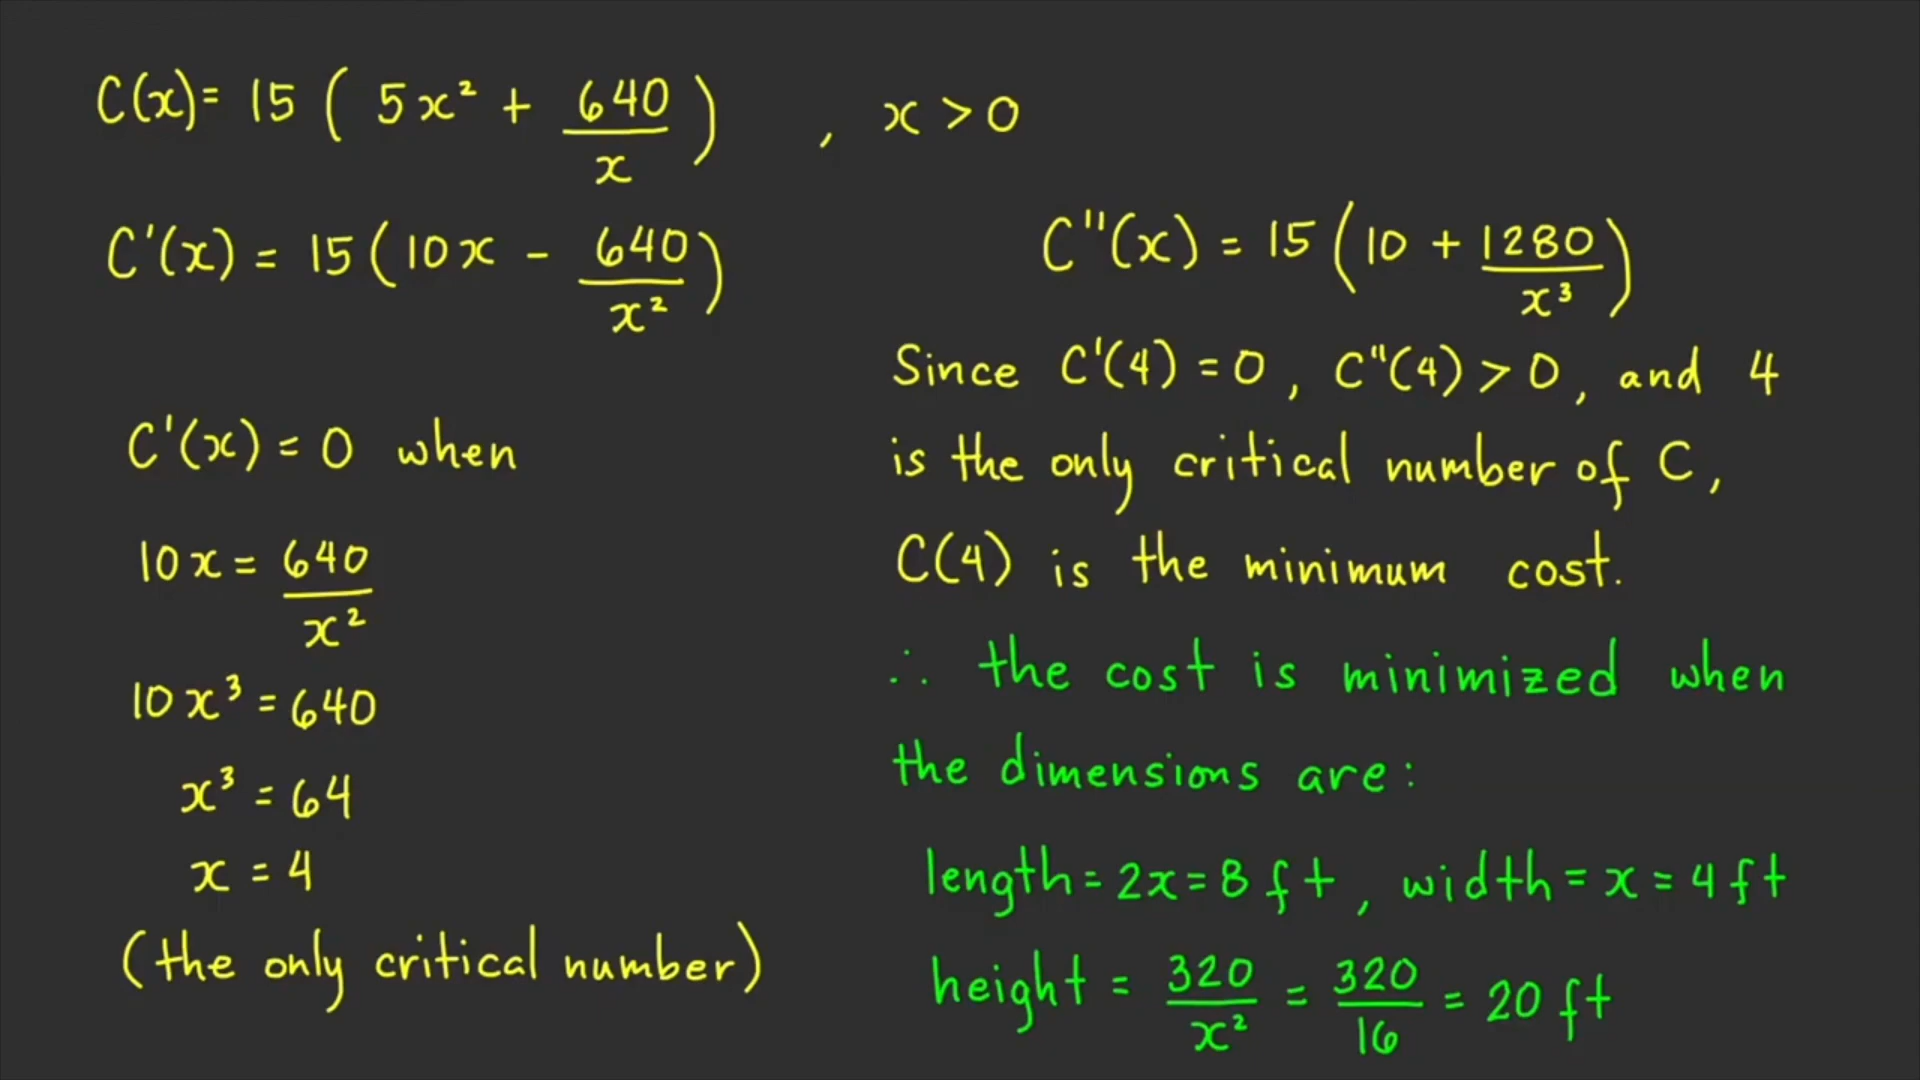 C(x)= 15 ( 5x² + 640/x ) , x > 0
C'(x) = 15(10x - 640/x²)
C'(x) = 0 when
10x = 640/x²
10x³ = 640
x³ = 64
x = 4
(the only critical number)
C"(x) = 15(10 + 1280/x³)
Since C'(4) = 0, C"(4) > 0, and 4
is the only critical number of C,
C(4) is the minimum cost.
∴ the cost is minimized when
the dimensions are:
length = 2x = 8 ft, width = x = 4 ft
height = 320/x² = 320/16 = 20 ft